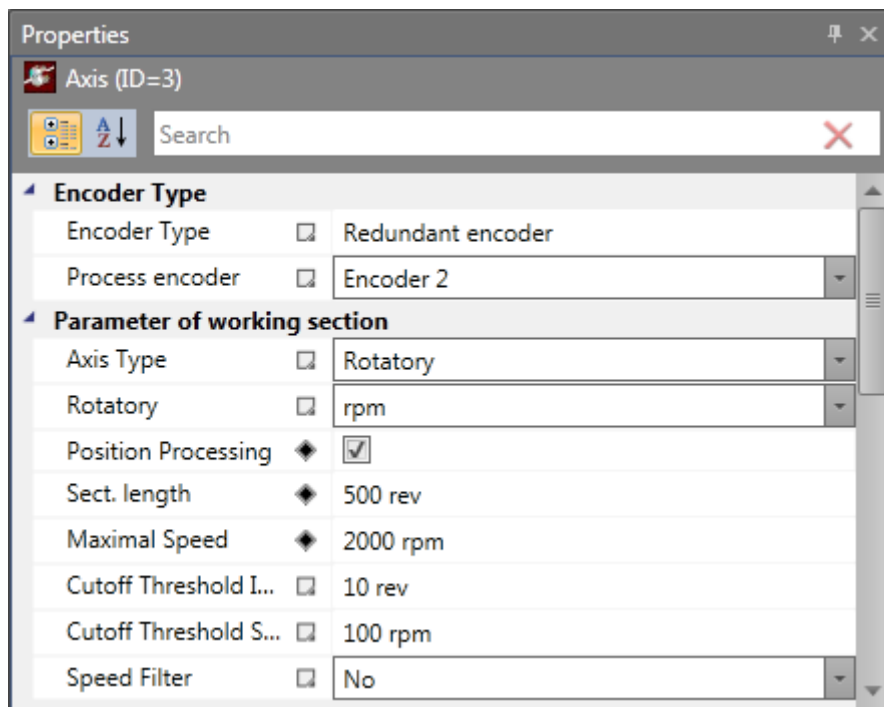 Properties
Axis (ID=3)
Search
Encoder Type
Encoder Type Redundant encoder
Process encoder Encoder 2
Parameter of working section
Axis Type Rotatory
Rotatory rpm
Position Processing
Sect. length 500 rev
Maximal Speed 2000 rpm
Cutoff Threshold I... 10 rev
Cutoff Threshold S... 100 rpm
Speed Filter No